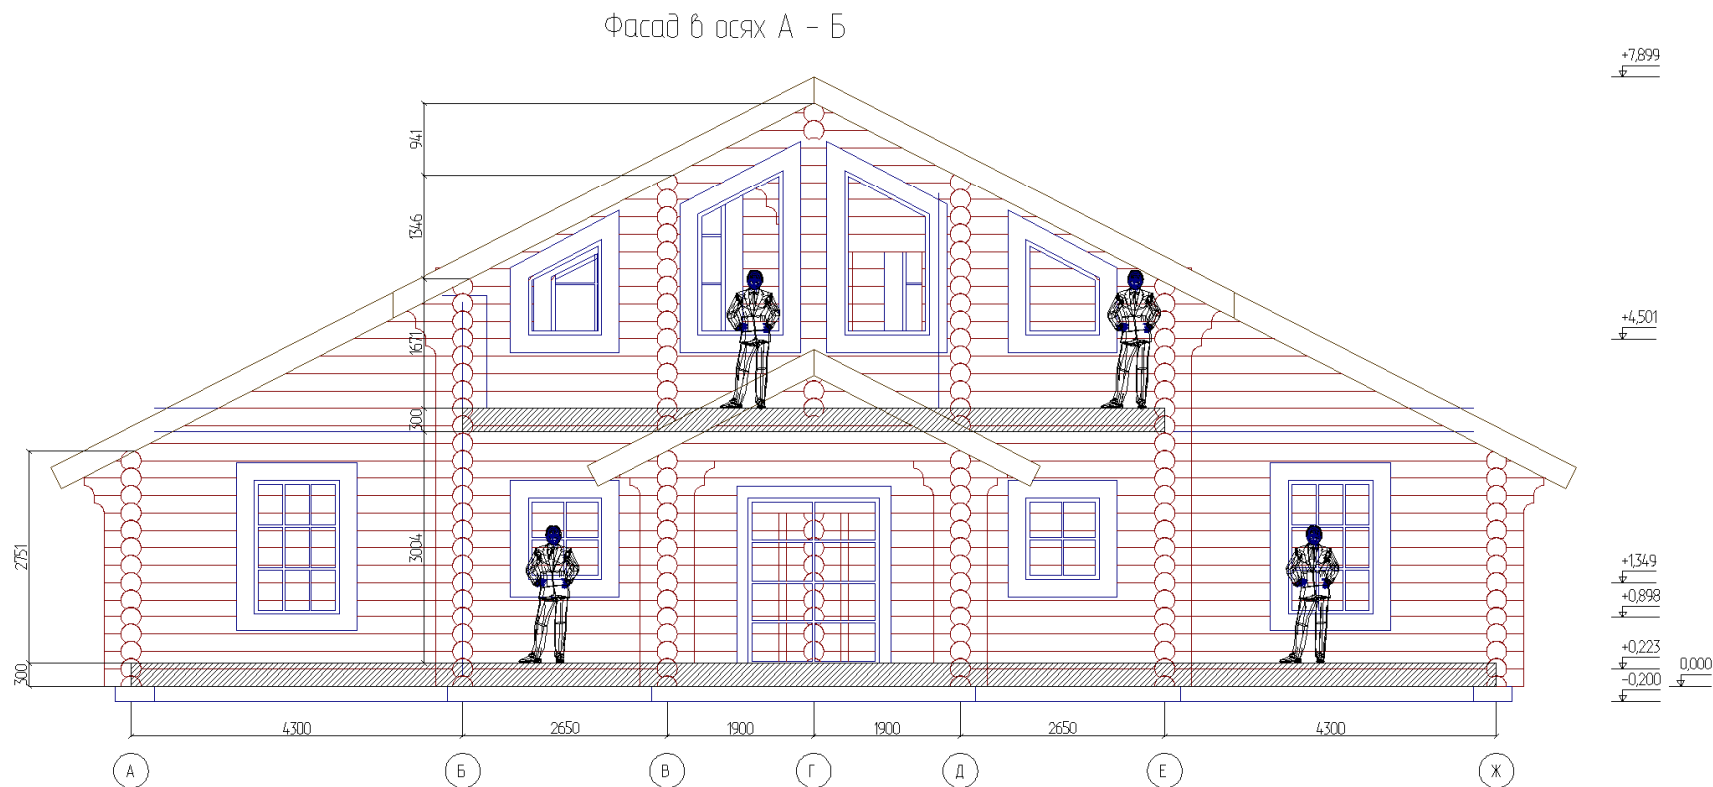 Фасад в осях А - Б
+7,899
941
1346
+4,501
1671
300
3004
2751
+1,349
+0,898
+0,223
0,000
300
-0,200
4300
2650
1900
1900
2650
4300
А
Б
В
Г
Д
Е
Ж